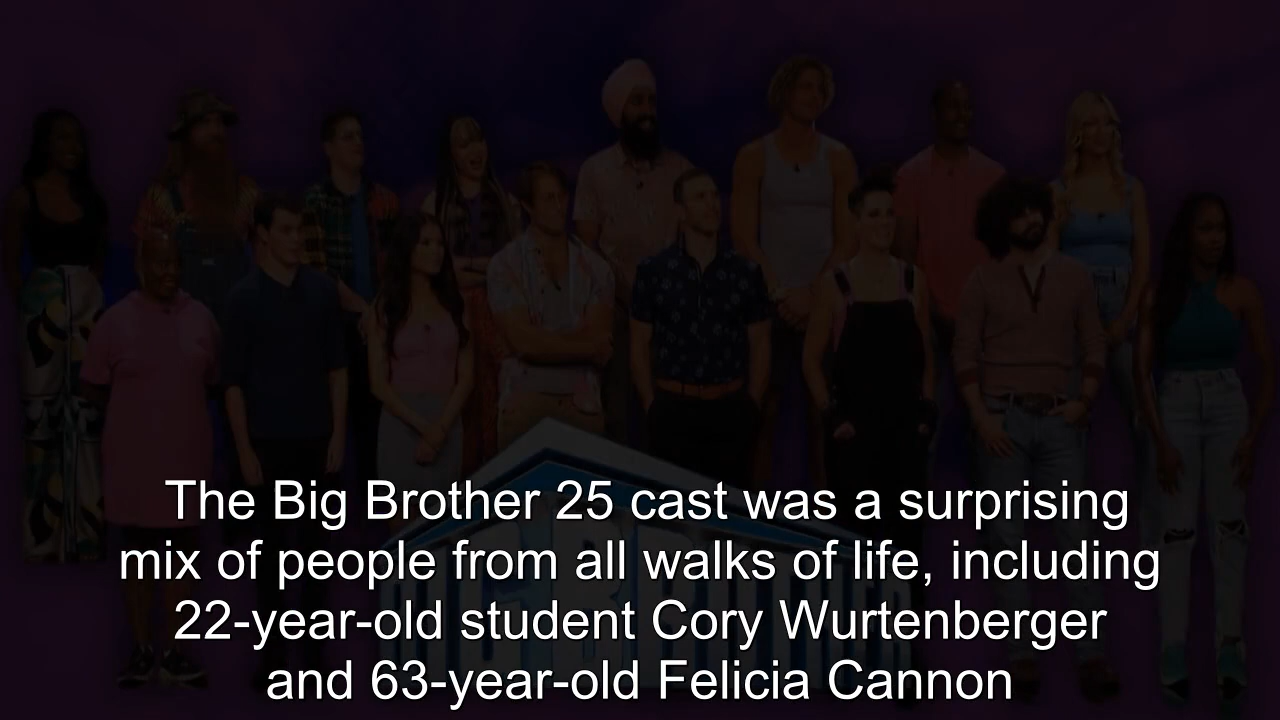 The Big Brother 25 cast was a surprising
mix of people from all walks of life, including
22-year-old student Cory Wurtenberger
and 63-year-old Felicia Cannon